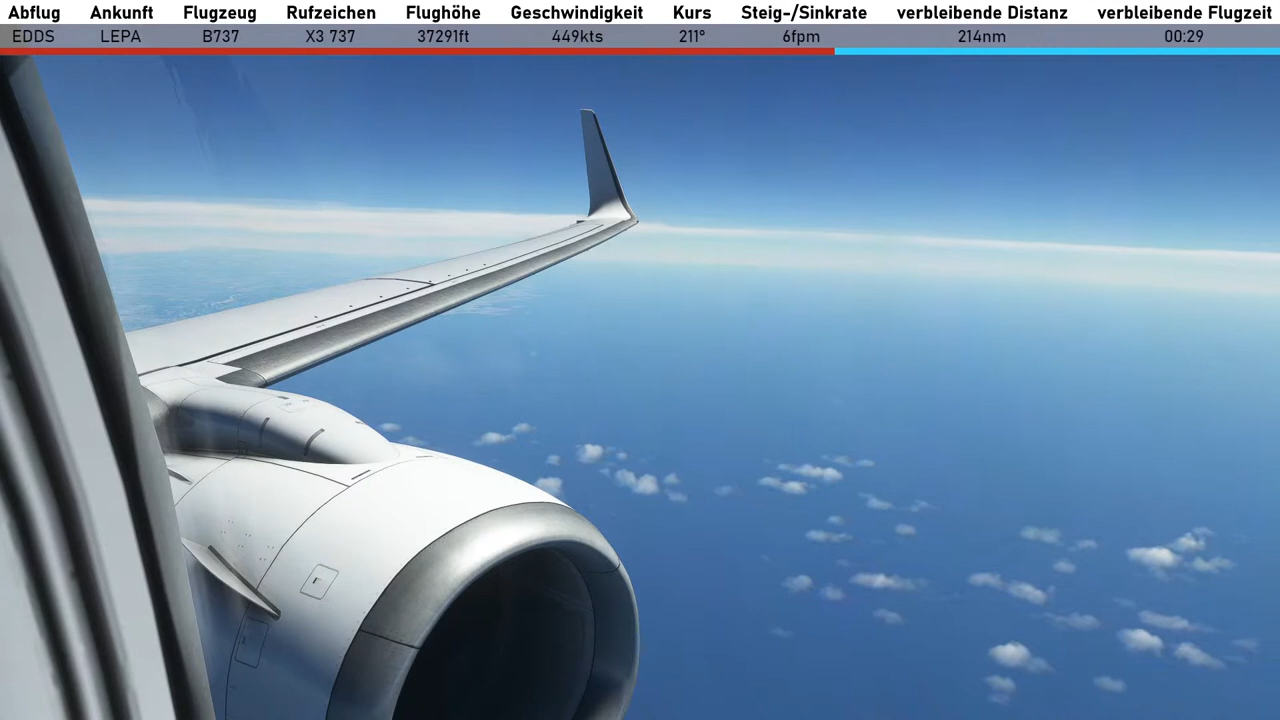 Abflug Ankunft Flugzeug Rufzeichen Flughöhe Geschwindigkeit Kurs Steig-/Sinkrate verbleibende Distanz verbleibende Flugzeit
EDDS LEPA B737 X3 737 37291ft 449kts 211° 6fpm 214nm 00:29